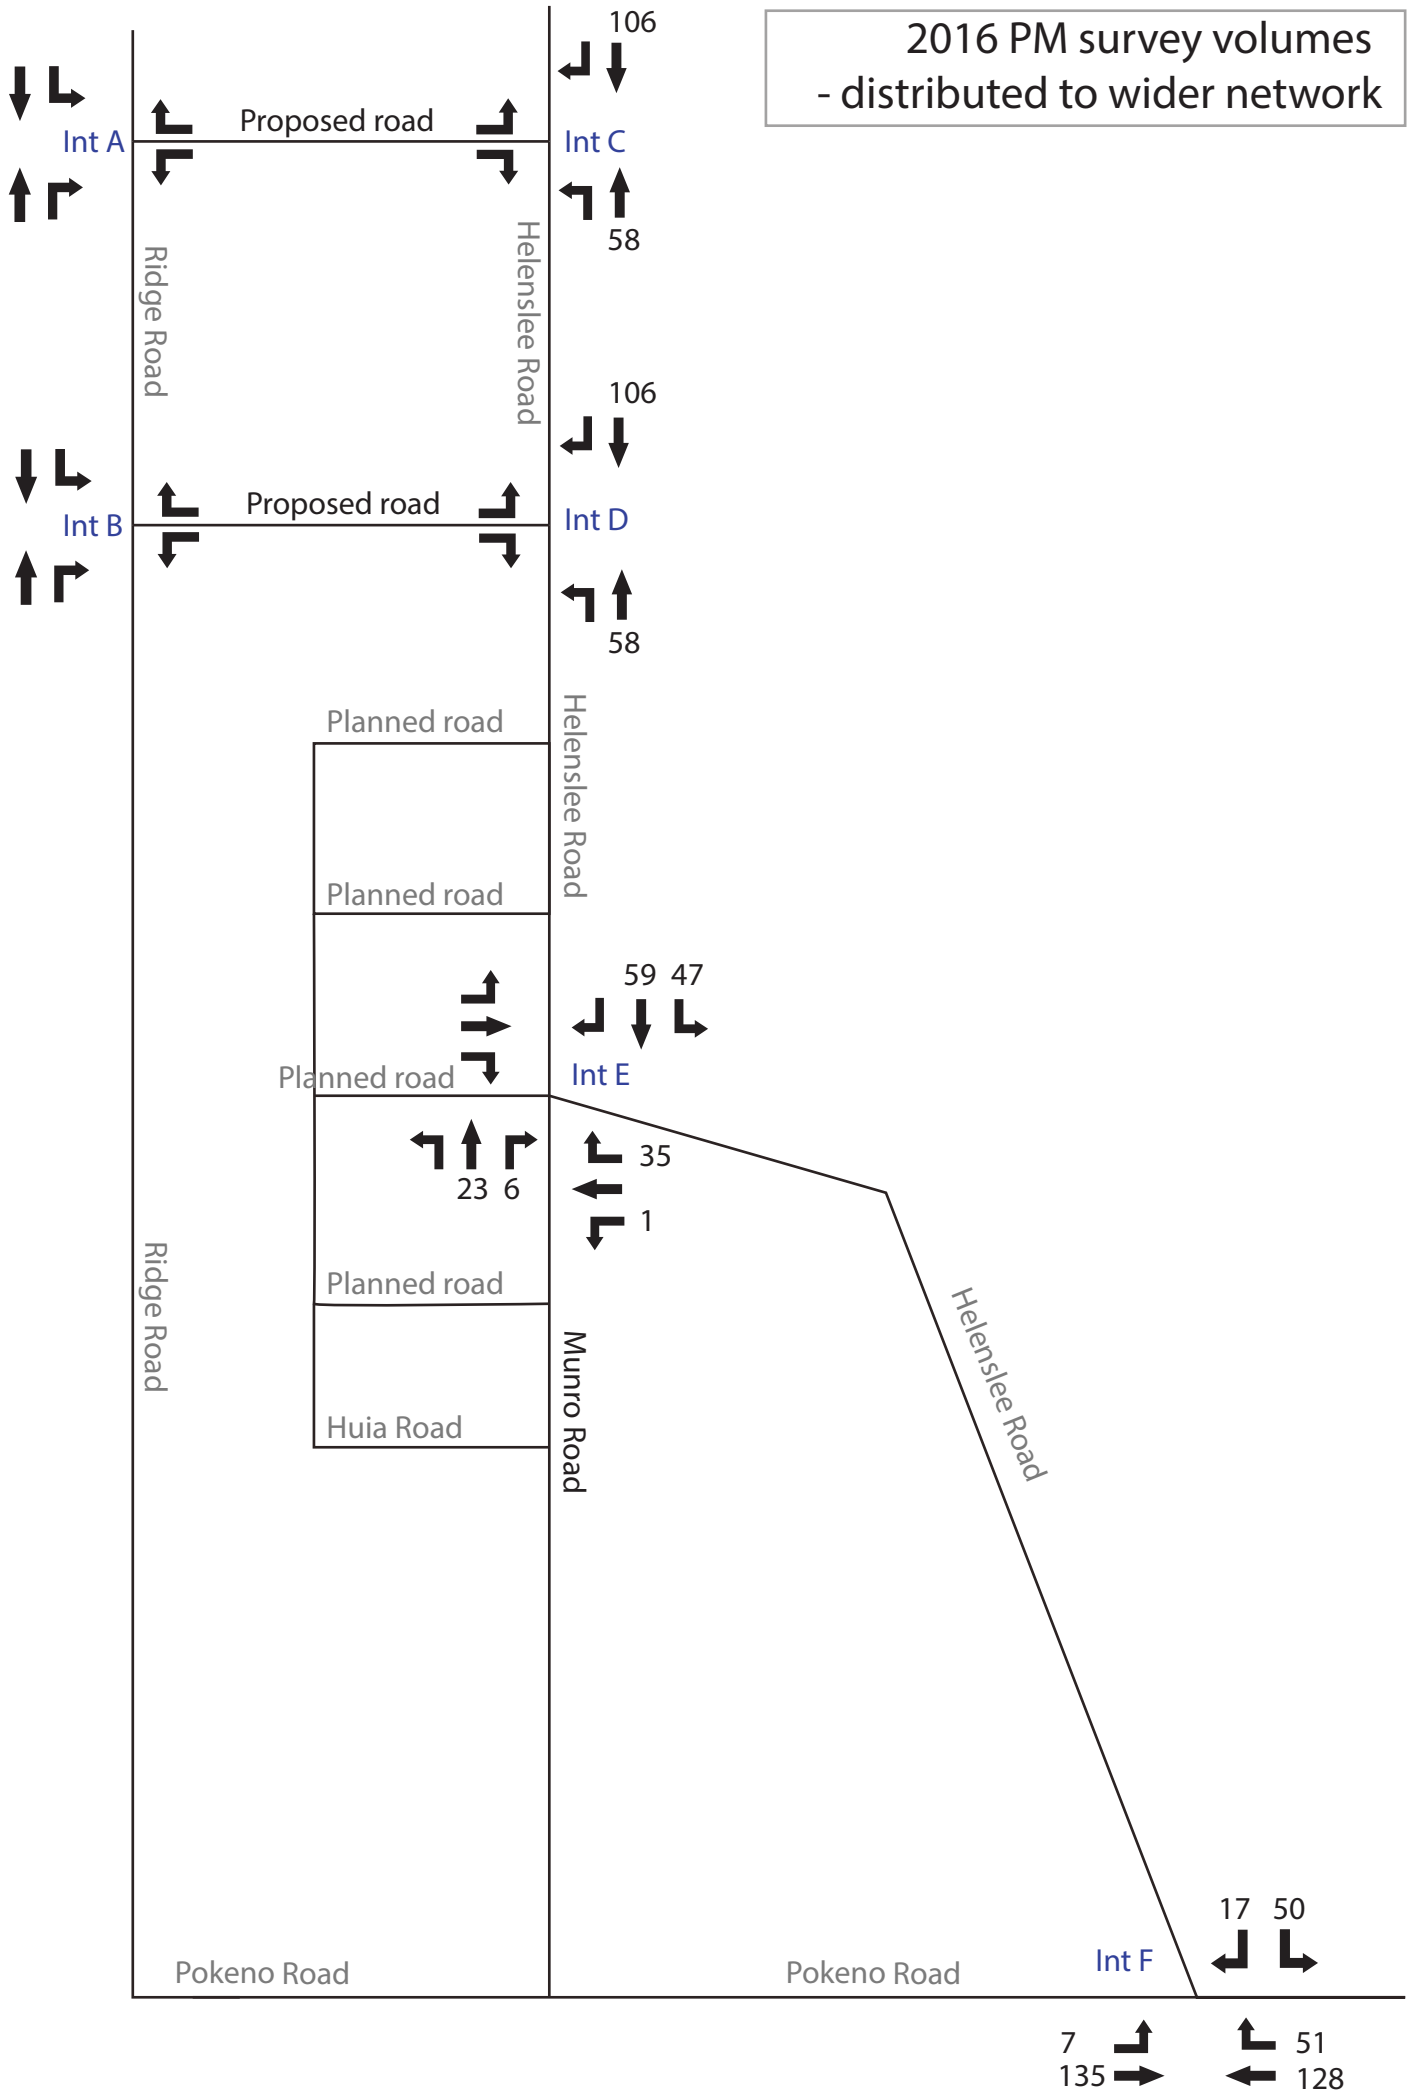 2016 PM survey volumes
- distributed to wider network
106
Int A
Proposed road
Int C
58
Ridge Road
Helenslee Road
106
Int B
Proposed road
Int D
58
Planned road
Helenslee Road
Planned road
59 47
Planned road
Int E
35
23 6
1
Planned road
Ridge Road
Helenslee Road
Munro Road
Huia Road
17 50
Int F
Pokeno Road
Pokeno Road
7
51
135
128